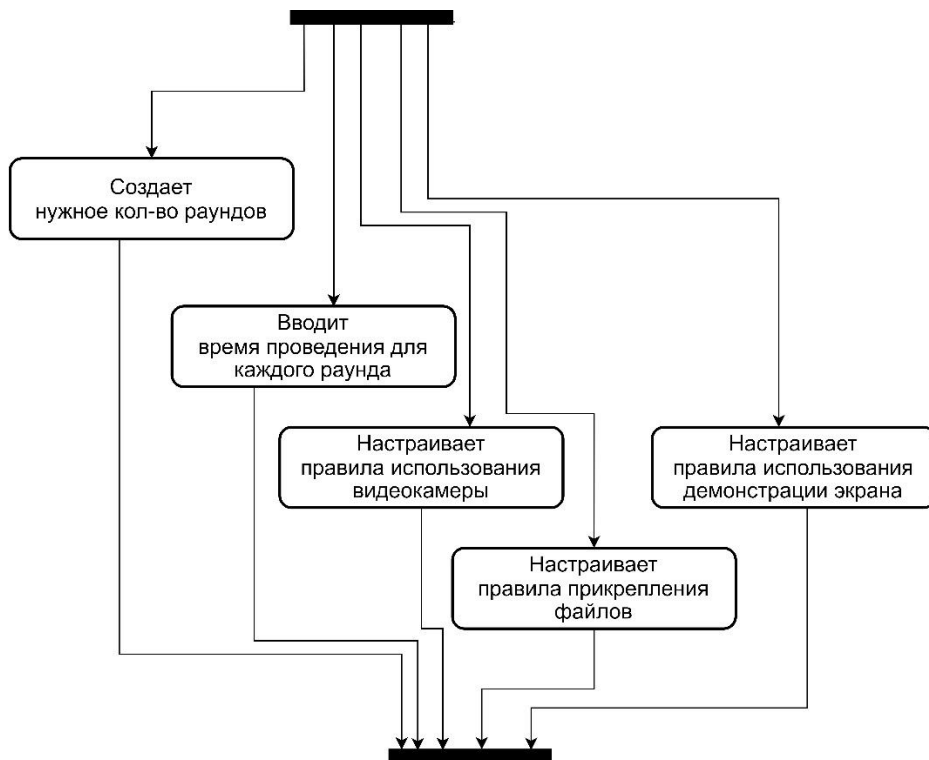 Создает
нужное кол-во раундов
Вводит
время проведения для
каждого раунда
Настраивает
правила использования
видеокамеры
Настраивает
правила использования
демонстрации экрана
Настраивает
правила прикрепления
файлов